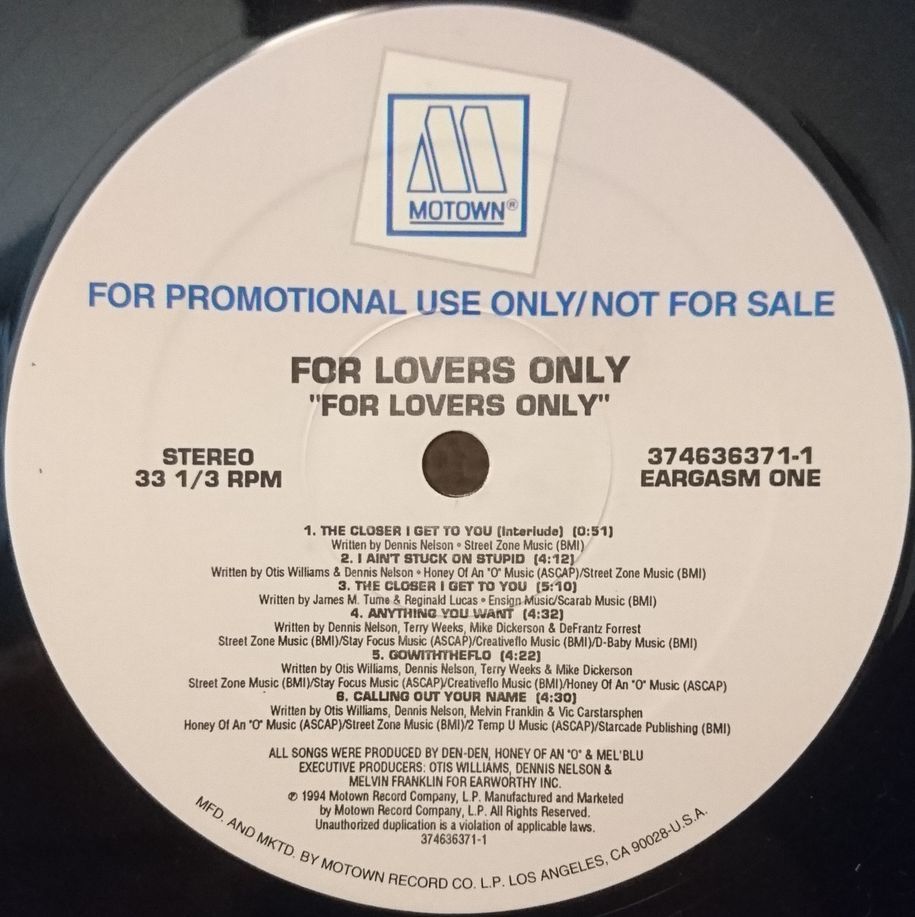 MOTOWN®
FOR PROMOTIONAL USE ONLY/NOT FOR SALE
FOR LOVERS ONLY
"FOR LOVERS ONLY"
STEREO
33 1/3 RPM
374636371-1
EARGASM ONE
1. THE CLOSER I GET TO YOU (Interlude) (0:51)
Written by Dennis Nelson • Street Zone Music (BMI)
2. I AIN'T STUCK ON STUPID (4:12)
Written by Otis Williams & Dennis Nelson • Honey Of An "O" Music (ASCAP)/Street Zone Music (BMI)
3. THE CLOSER I GET TO YOU (5:10)
Written by James M. Tume & Reginald Lucas • Ensign Music/Scarab Music (BMI)
4. ANYTHING YOU WANT (4:32)
Written by Dennis Nelson, Terry Weeks, Mike Dickerson & DeFrantz Forrest
Street Zone Music (BMI)/Stay Focus Music (ASCAP)/Creativeflo Music (BMI)/D-Baby Music (BMI)
5. GOWITHTHEFLO (4:22)
Written by Otis Williams, Dennis Nelson, Terry Weeks & Mike Dickerson
Street Zone Music (BMI)/Stay Focus Music (ASCAP)/Creativeflo Music (BMI)/Honey Of An "O" Music (ASCAP)
6. CALLING OUT YOUR NAME (4:30)
Written by Otis Williams, Dennis Nelson, Melvin Franklin & Vic Carstarsphen
Honey Of An "O" Music (ASCAP)/Street Zone Music (BMI)/2 Temp U Music (ASCAP)/Starcade Publishing (BMI)
ALL SONGS WERE PRODUCED BY DEN-DEN, HONEY OF AN "O" & MEL'BLU
EXECUTIVE PRODUCERS: OTIS WILLIAMS, DENNIS NELSON &
MELVIN FRANKLIN FOR EARWORTHY INC.
℗ 1994 Motown Record Company, L.P. Manufactured and Marketed
by Motown Record Company, L.P. All Rights Reserved.
Unauthorized duplication is a violation of applicable laws.
374636371-1
MFD. AND MKTD. BY MOTOWN RECORD CO. L.P. LOS ANGELES, CA 90028-U.S.A.